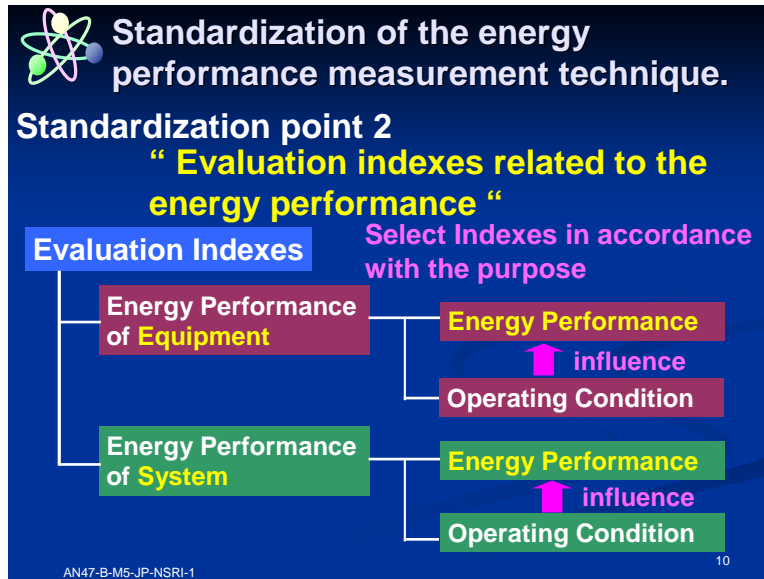 Standardization of the energy
performance measurement technique.
Standardization point 2
“ Evaluation indexes related to the
energy performance “
Evaluation Indexes
Select Indexes in accordance
with the purpose
Energy Performance
of Equipment
Energy Performance
influence
Operating Condition
Energy Performance
of System
Energy Performance
influence
Operating Condition
AN47-B-M5-JP-NSRI-1
10